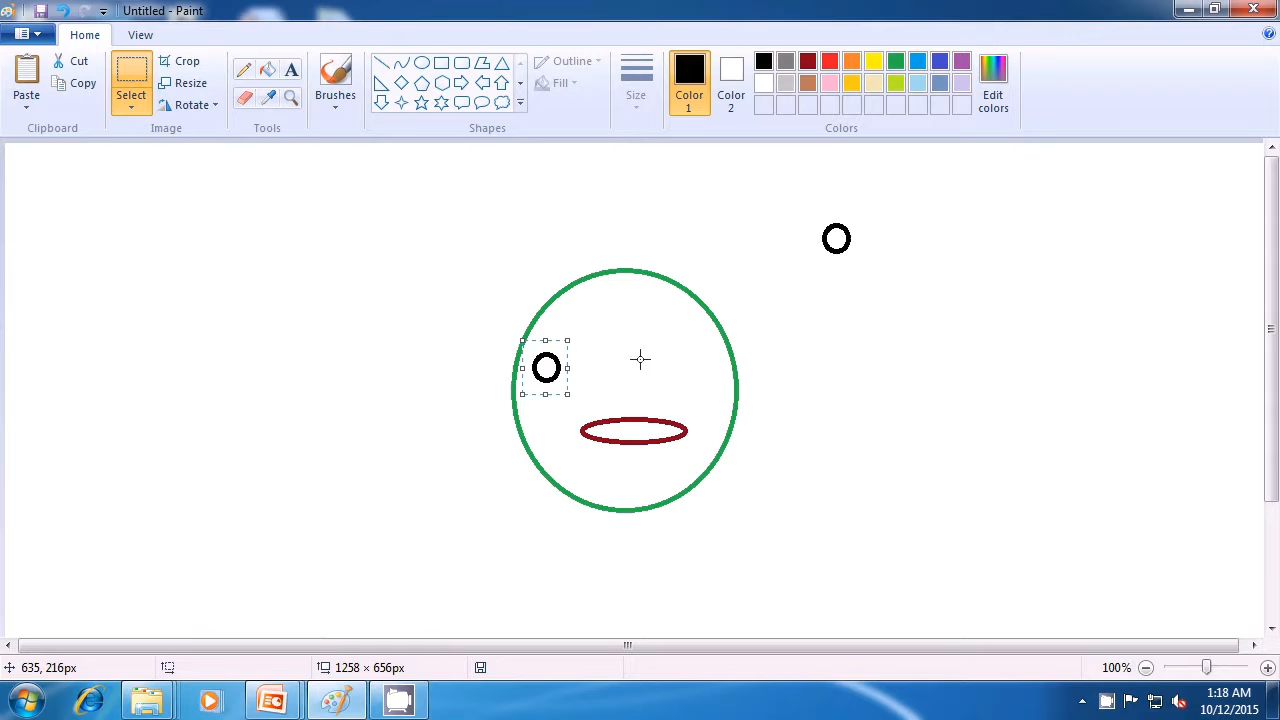 Untitled - Paint
Home View
Paste
Cut
Copy
Select
Crop
Resize
Rotate
Brushes
Outline
Fill
Size
Color 1
Color 2
Edit colors
Clipboard Image Tools Shapes Colors
635, 216px 1258 × 656px 100%
1:18 AM
10/12/2015